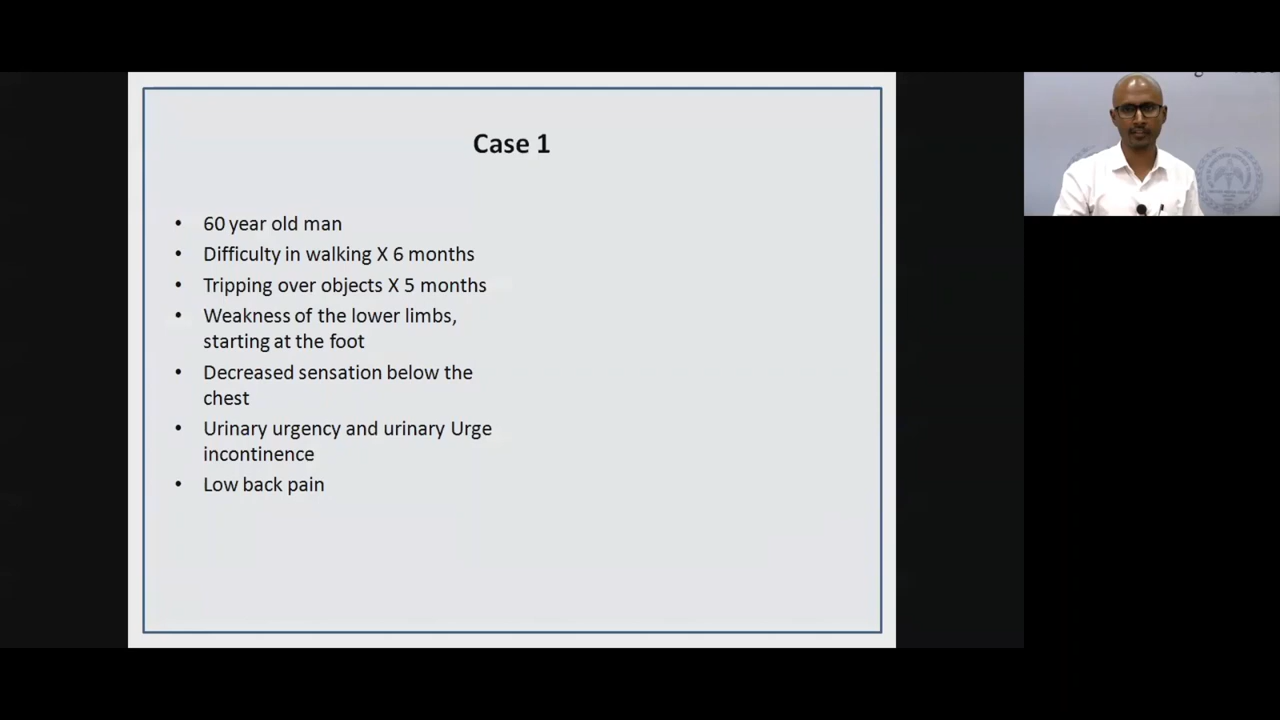 Case 1
• 60 year old man
• Difficulty in walking X 6 months
• Tripping over objects X 5 months
• Weakness of the lower limbs,
starting at the foot
• Decreased sensation below the
chest
• Urinary urgency and urinary Urge
incontinence
• Low back pain